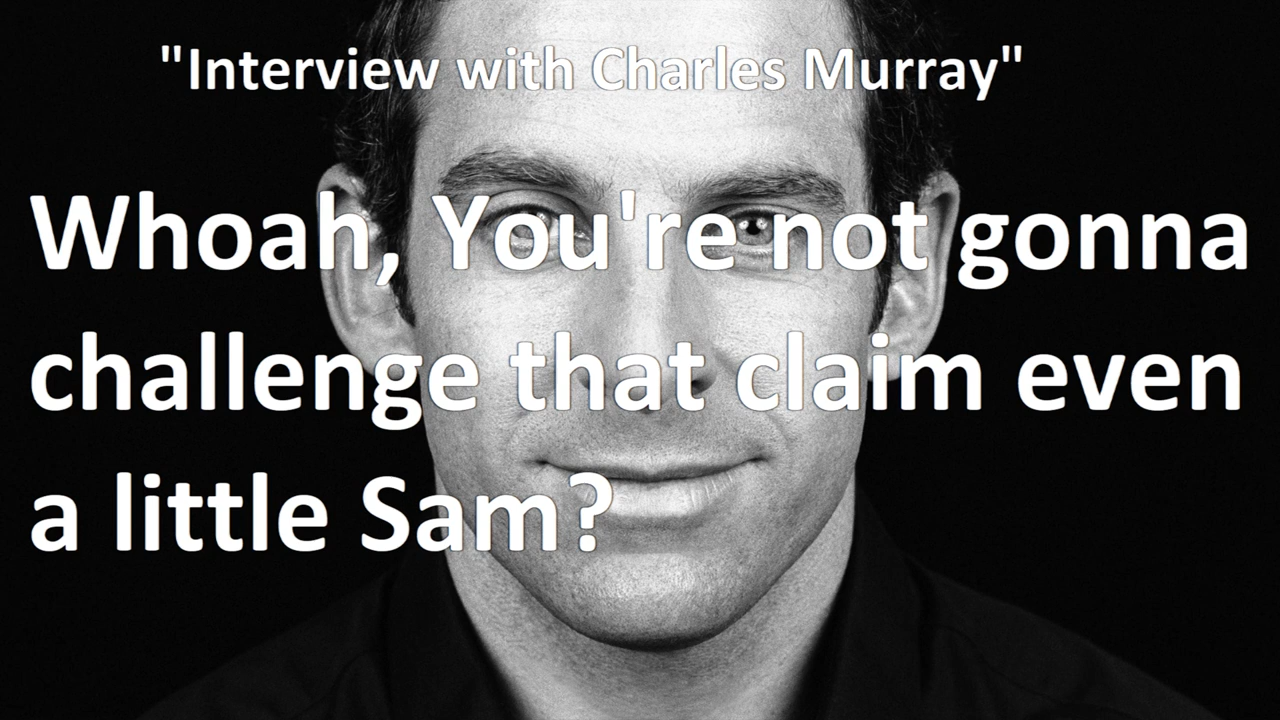 "Interview with Charles Murray"
Whoah, You're not gonna
challenge that claim even
a little Sam?